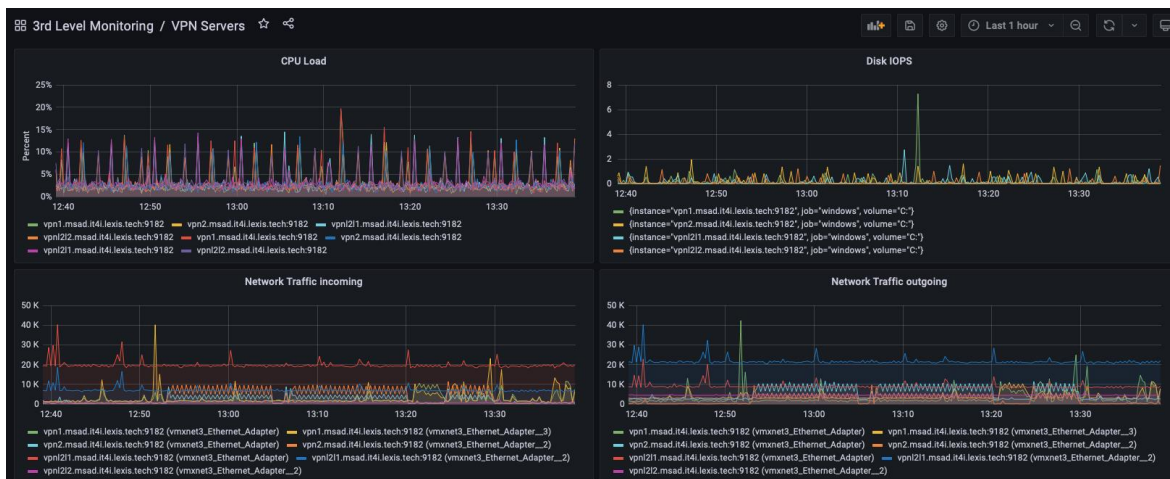 3rd Level Monitoring / VPN Servers
Last 1 hour
CPU Load
25%
20%
15%
10%
5%
0%
Percent
12:40 12:50 13:00 13:10 13:20 13:30
vpn1.msad.it4i.lexis.tech:9182 vpn2.msad.it4i.lexis.tech:9182 vpnl2l1.msad.it4i.lexis.tech:9182
vpnl2l2.msad.it4i.lexis.tech:9182 vpn1.msad.it4i.lexis.tech:9182 vpn2.msad.it4i.lexis.tech:9182
vpnl2l1.msad.it4i.lexis.tech:9182 vpnl2l2.msad.it4i.lexis.tech:9182
Disk IOPS
8
6
4
2
0
12:40 12:50 13:00 13:10 13:20 13:30
{instance="vpn1.msad.it4i.lexis.tech:9182", job="windows", volume="C:"}
{instance="vpn2.msad.it4i.lexis.tech:9182", job="windows", volume="C:"}
{instance="vpnl2l1.msad.it4i.lexis.tech:9182", job="windows", volume="C:"}
{instance="vpnl2l2.msad.it4i.lexis.tech:9182", job="windows", volume="C:"}
Network Traffic incoming
50 K
40 K
30 K
20 K
10 K
0
12:40 12:50 13:00 13:10 13:20 13:30
vpn1.msad.it4i.lexis.tech:9182 (vmxnet3_Ethernet_Adapter) vpn1.msad.it4i.lexis.tech:9182 (vmxnet3_Ethernet_Adapter__3)
vpn2.msad.it4i.lexis.tech:9182 (vmxnet3_Ethernet_Adapter) vpn2.msad.it4i.lexis.tech:9182 (vmxnet3_Ethernet_Adapter__2)
vpnl2l1.msad.it4i.lexis.tech:9182 (vmxnet3_Ethernet_Adapter) vpnl2l1.msad.it4i.lexis.tech:9182 (vmxnet3_Ethernet_Adapter__2)
vpnl2l2.msad.it4i.lexis.tech:9182 (vmxnet3_Ethernet_Adapter__2)
Network Traffic outgoing
50 K
40 K
30 K
20 K
10 K
0
12:40 12:50 13:00 13:10 13:20 13:30
vpn1.msad.it4i.lexis.tech:9182 (vmxnet3_Ethernet_Adapter) vpn1.msad.it4i.lexis.tech:9182 (vmxnet3_Ethernet_Adapter__3)
vpn2.msad.it4i.lexis.tech:9182 (vmxnet3_Ethernet_Adapter) vpn2.msad.it4i.lexis.tech:9182 (vmxnet3_Ethernet_Adapter__2)
vpnl2l1.msad.it4i.lexis.tech:9182 (vmxnet3_Ethernet_Adapter) vpnl2l1.msad.it4i.lexis.tech:9182 (vmxnet3_Ethernet_Adapter__2)
vpnl2l2.msad.it4i.lexis.tech:9182 (vmxnet3_Ethernet_Adapter__2)